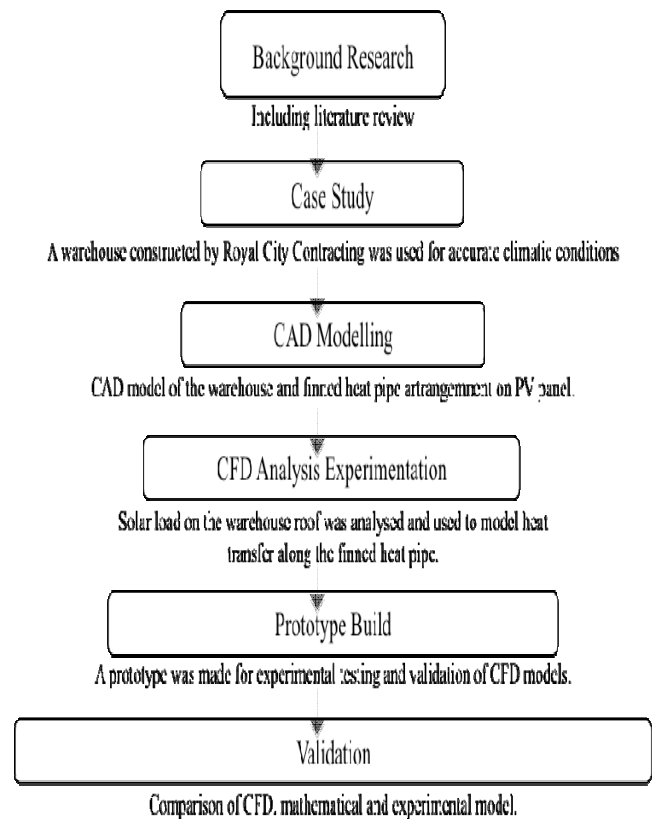 Background Research
Including literature review
Case Study
A warehouse constructed by Royal City Contracting was used for accurate climatic conditions
CAD Modelling
CAD model of the warehouse and finned heat pipe artrangemnent on PV panel.
CFD Analysis Experimentation
Solar load on the warehouse roof was analysed and used to model heat
transfer along the finned heat pipe.
Prototype Build
A prototype was made for experimental testing and validation of CFD models.
Validation
Comparison of CFD, mathematical and experimental model.